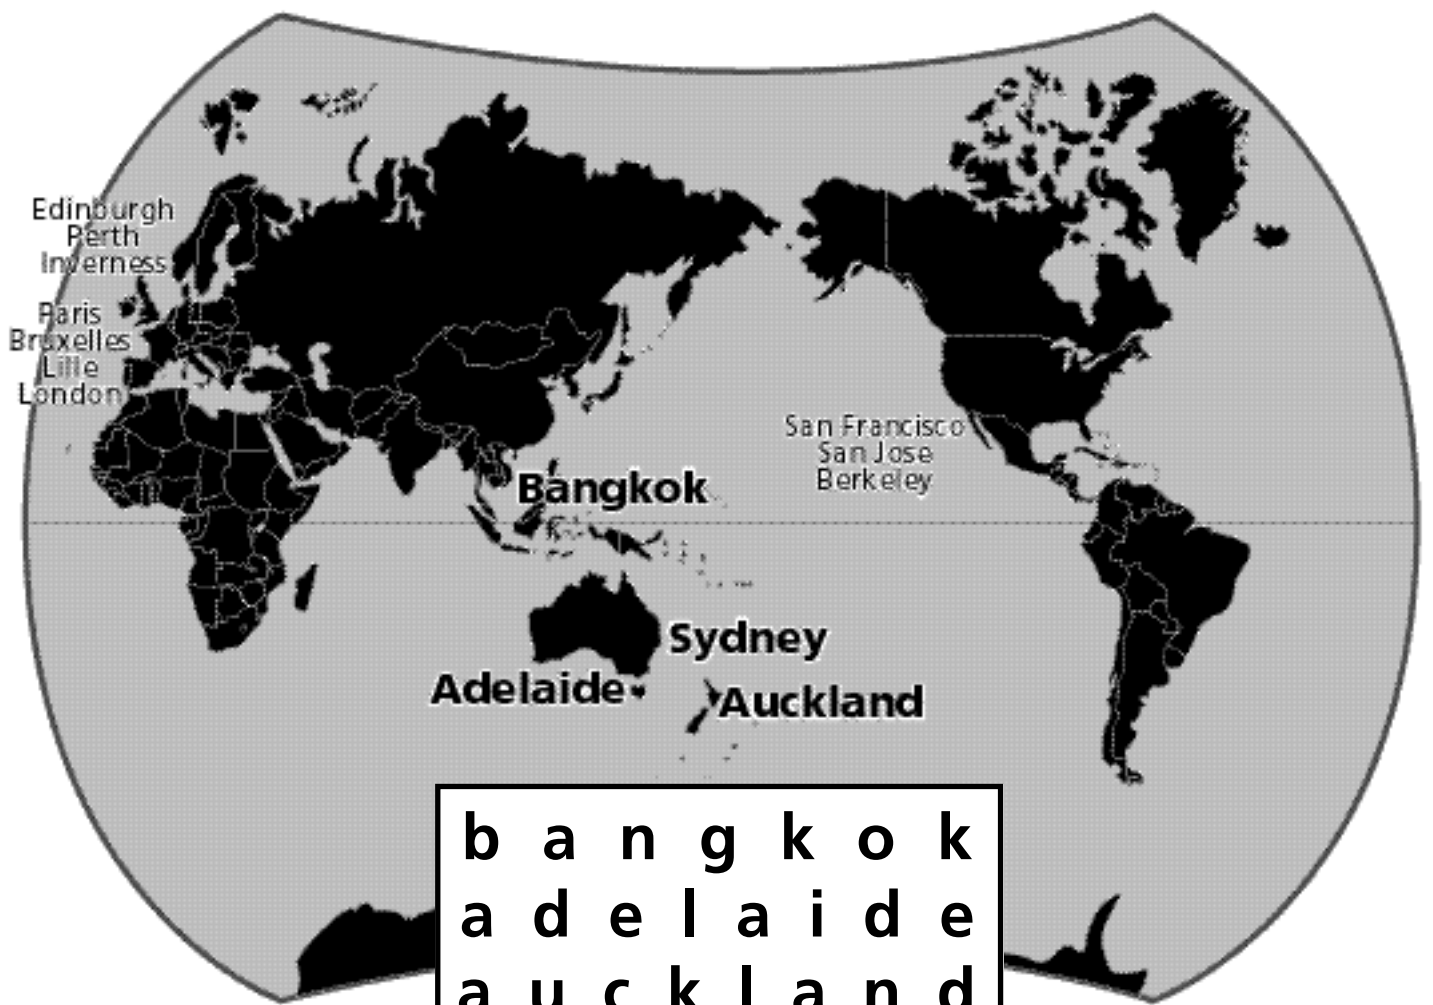 Edinburgh
Perth
Inverness
Paris
Bruxelles
Lille
London
San Francisco
San Jose
Berkeley
Bangkok
Sydney
Adelaide
Auckland
b a n g k o k
a d e l a i d e
a u c k l a n d